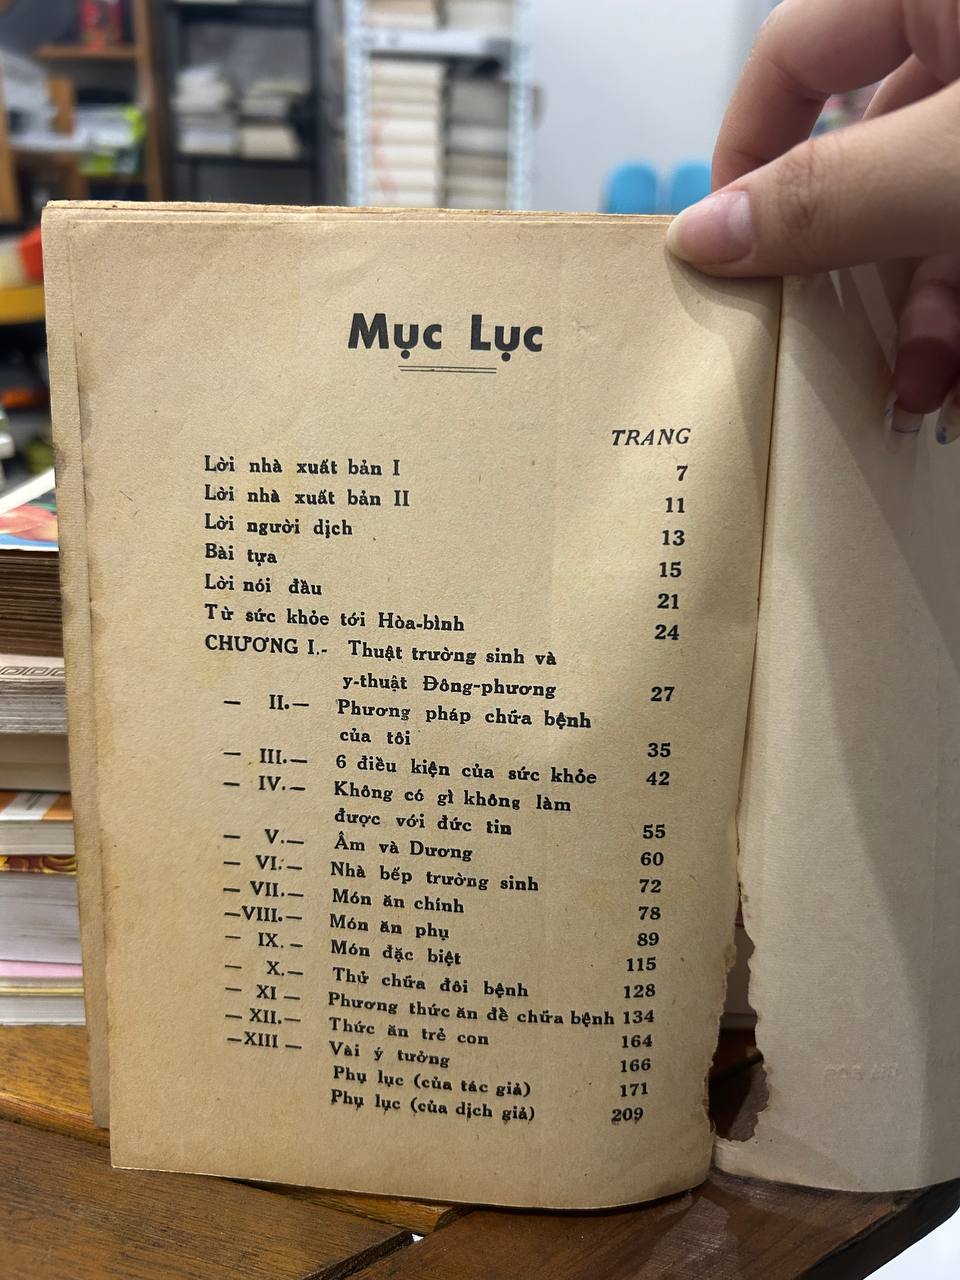 Mục Lục
TRANG
Lời nhà xuất bản I 7
Lời nhà xuất bản II 11
Lời người dịch 13
Bài tựa 15
Lời nói đầu 21
Từ sức khỏe tới Hòa-bình 24
CHƯƠNG I.- Thuật trường sinh và
y-thuật Đông-phương 27
— II.— Phương pháp chữa bệnh
của tôi 35
— III.— 6 điều kiện của sức khỏe 42
— IV.— Không có gì không làm
được với đức tin 55
— V.— Âm và Dương 60
— VI.— Nhà bếp trường sinh 72
— VII.— Món ăn chính 78
—VIII.— Món ăn phụ 89
— IX. — Món đặc biệt 115
— X.— Thử chữa đôi bệnh 128
— XI — Phương thức ăn để chữa bệnh 134
— XII.— Thức ăn trẻ con 164
—XIII — Vài ý tưởng 166
Phụ lục (của tác giả) 171
Phụ lục (của dịch giả) 209